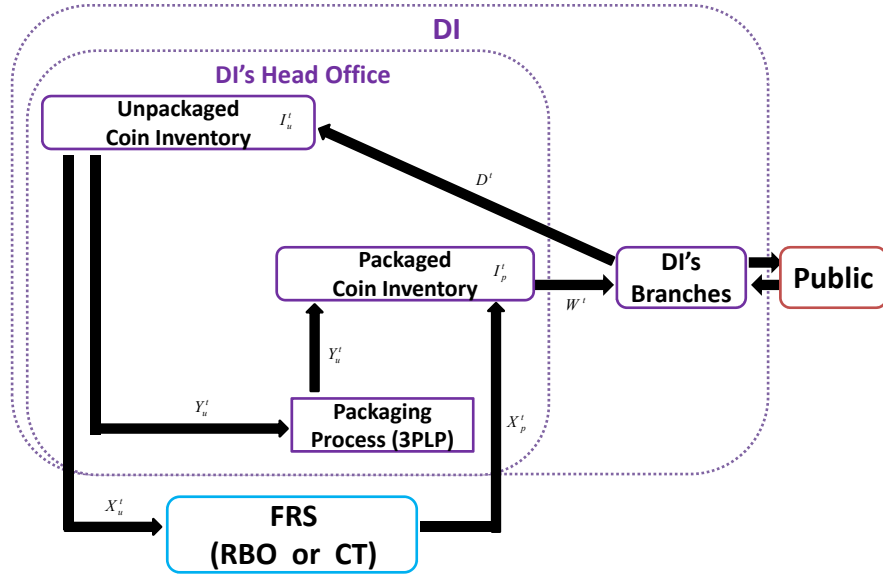 DI
DI's Head Office
Unpackaged
Coin Inventory
I_u^t
D^t
Packaged
Coin Inventory
I_p^t
W^t
DI's
Branches
Public
Y_u^t
Y_u^t
Packaging
Process (3PLP)
X_p^t
X_u^t
FRS
(RBO or CT)